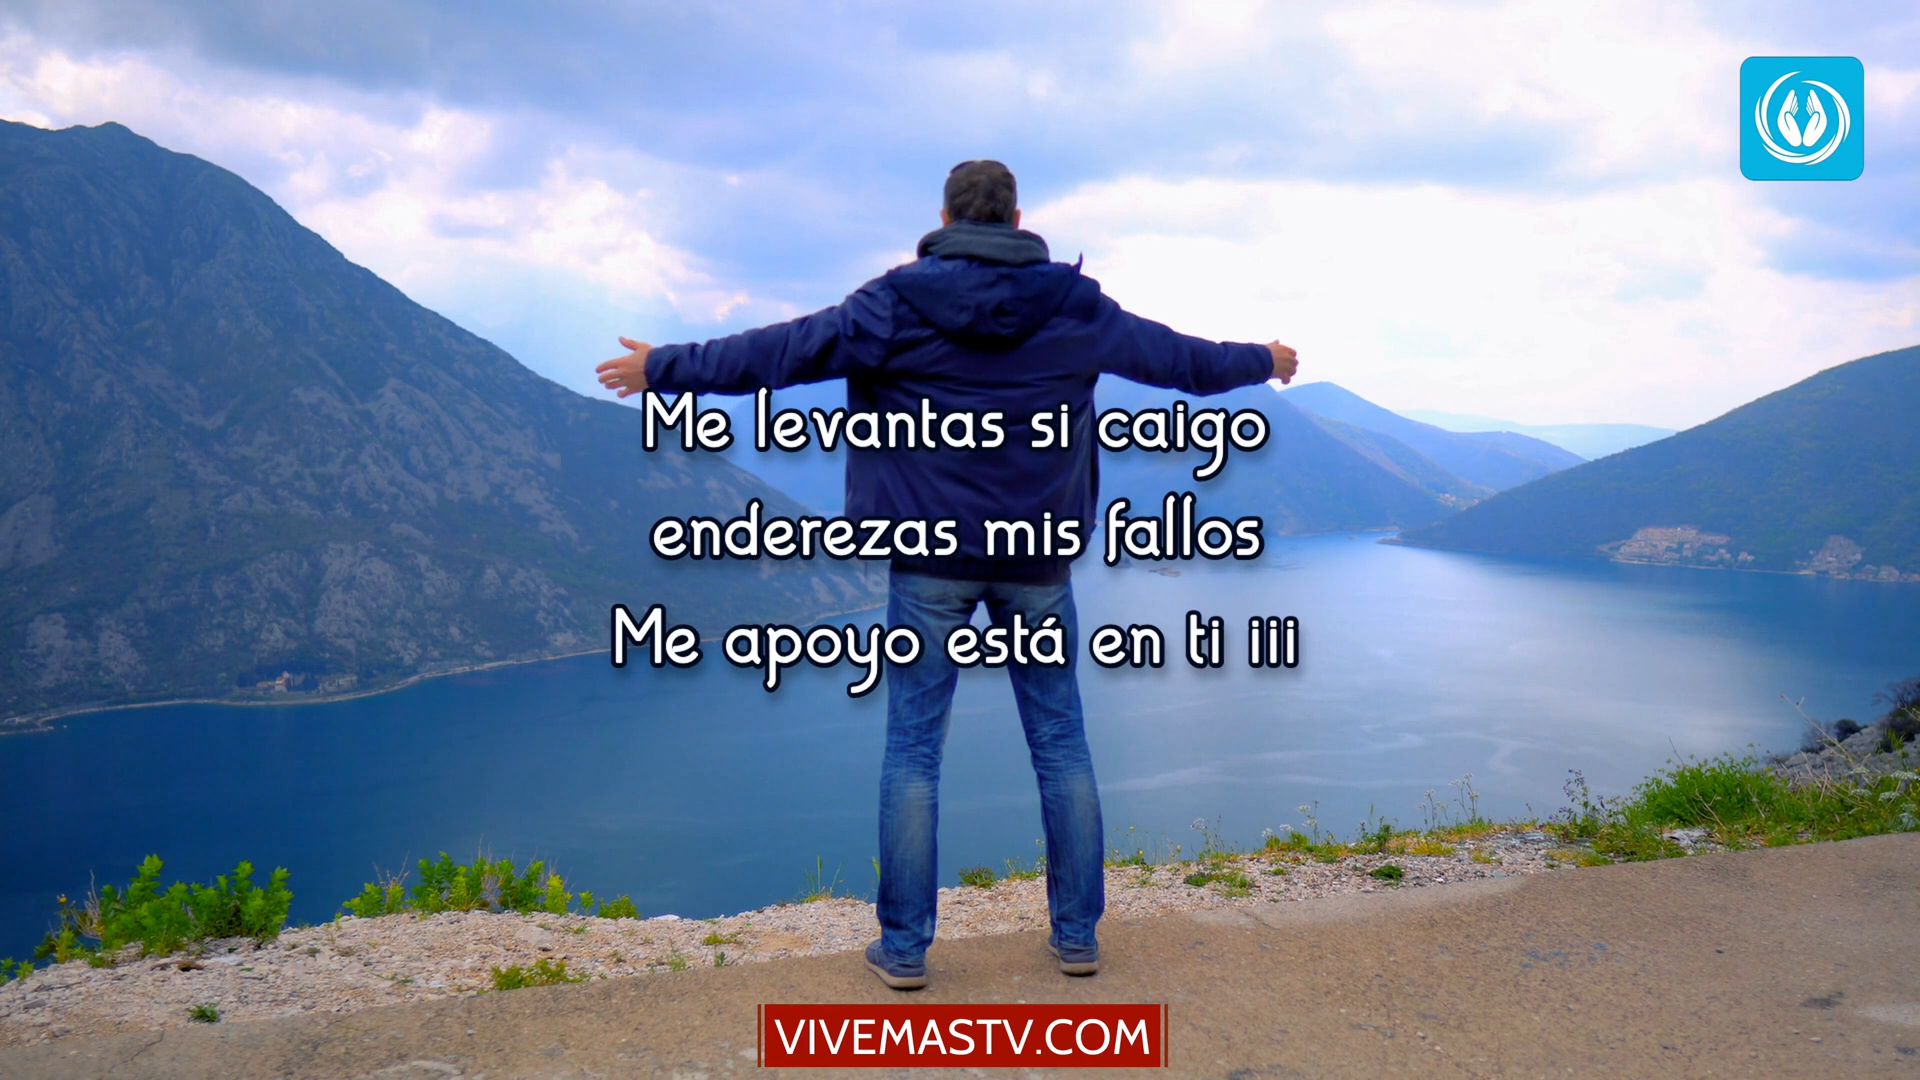 Me levantas si caigo
enderezas mis fallos
Me apoyo está en ti iii
VIVEMASTV.COM